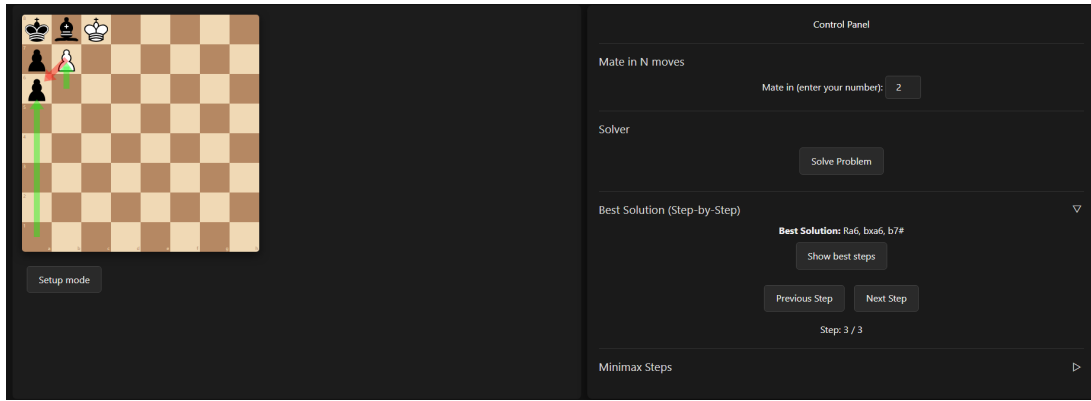 Control Panel
Mate in N moves
Mate in (enter your number): 2
Solver
Solve Problem
Best Solution (Step-by-Step)
Best Solution: Ra6, bxa6, b7#
Show best steps
Previous Step Next Step
Step: 3 / 3
Minimax Steps
Setup mode